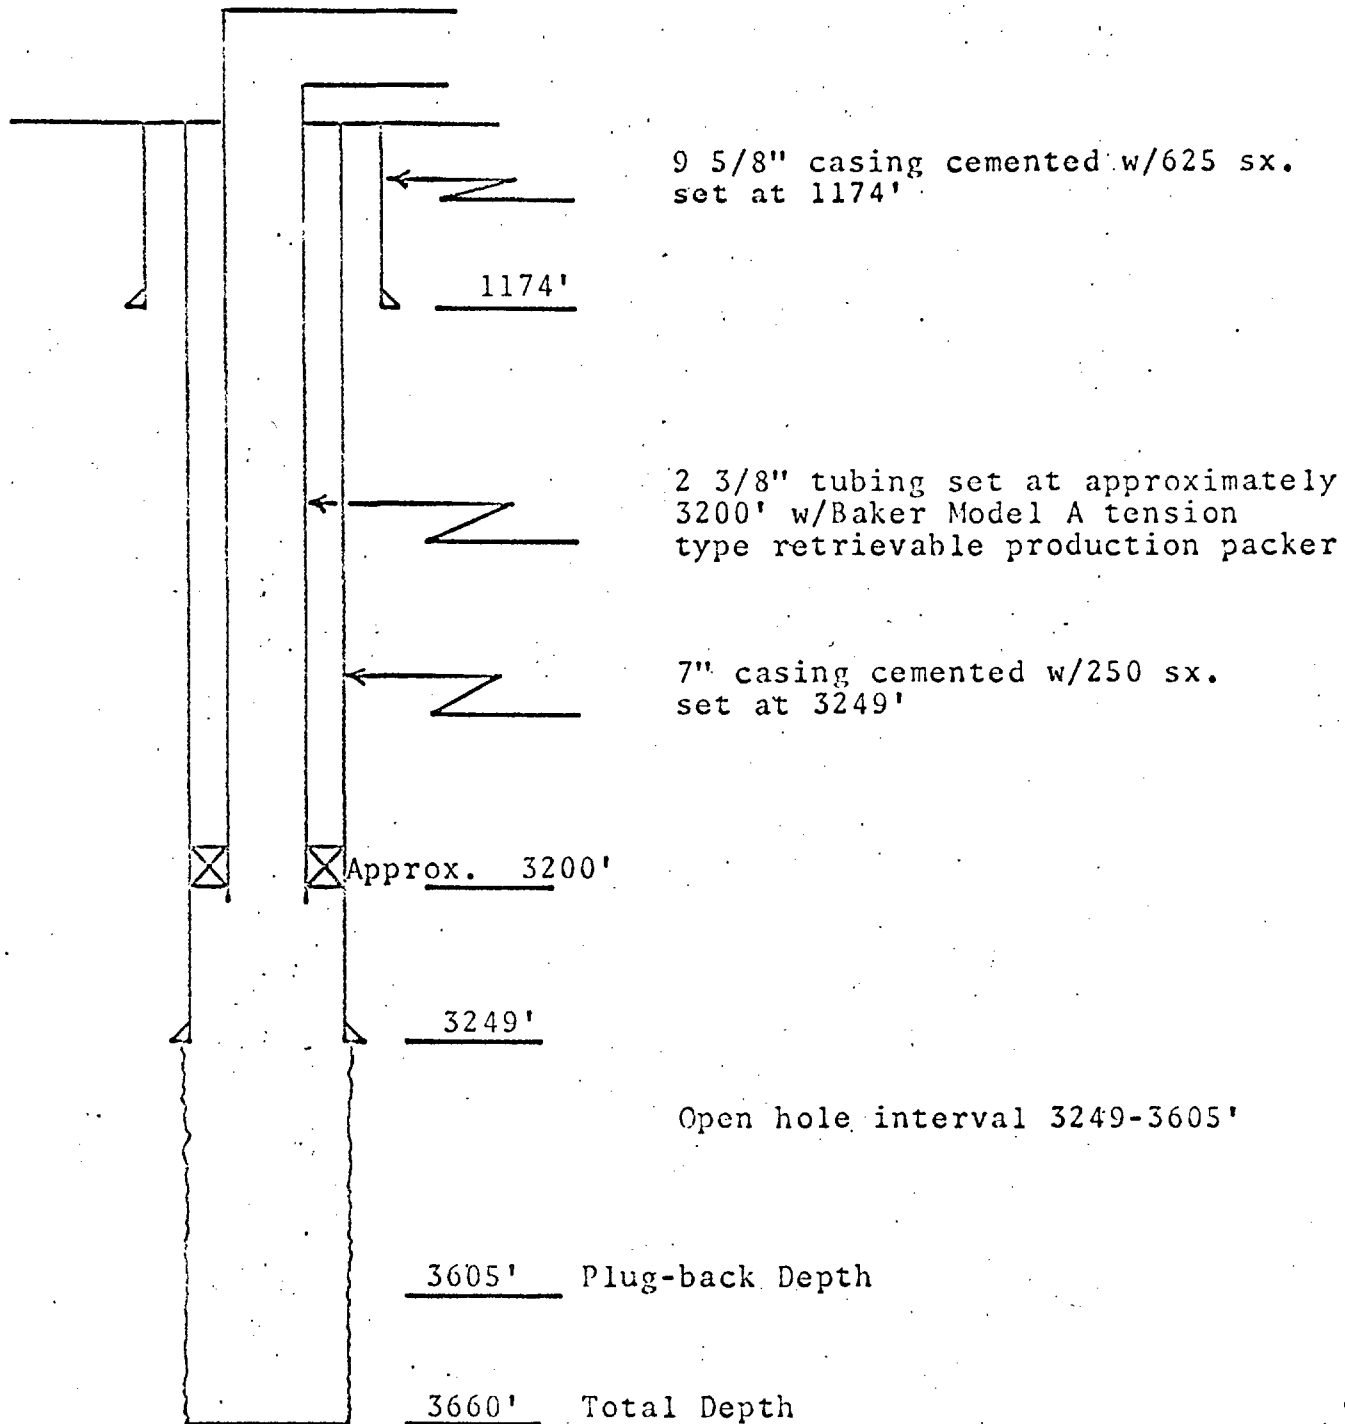 9 5/8" casing cemented w/625 sx.
set at 1174'
1174'
2 3/8" tubing set at approximately
3200' w/Baker Model A tension
type retrievable production packer
7" casing cemented w/250 sx.
set at 3249'
Approx. 3200'
3249'
Open hole interval 3249-3605'
3605' Plug-back Depth
3660' Total Depth